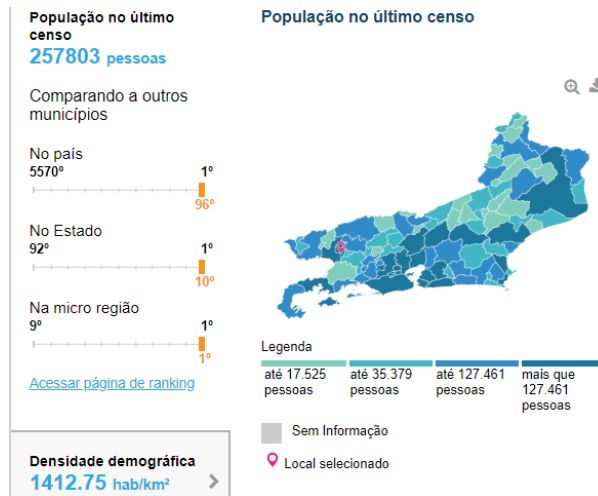 População no último
censo
257803 pessoas
Comparando a outros
municípios
No país
5570º 1º
96º
No Estado
92º 1º
10º
Na micro região
9º 1º
1º
Acessar página de ranking
Densidade demográfica
1412.75 hab/km²
População no último censo
Legenda
até 17.525
pessoas
até 35.379
pessoas
até 127.461
pessoas
mais que
127.461
pessoas
Sem Informação
Local selecionado